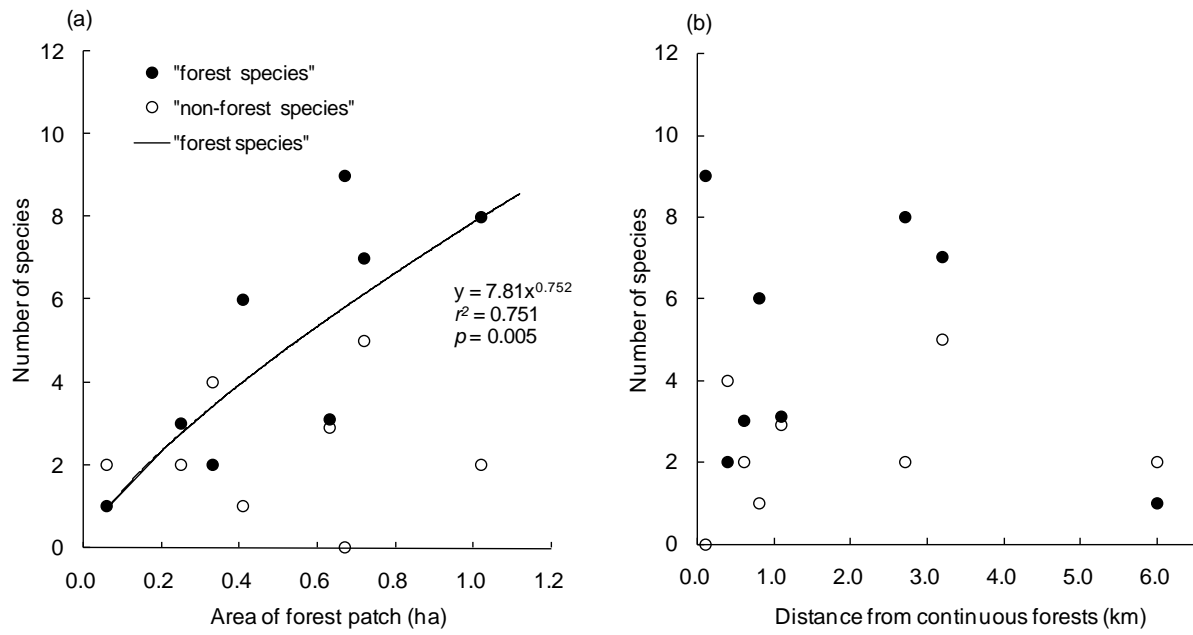 (a)
12
10
8
6
4
2
0
Number of species
"forest species"
"non-forest species"
"forest species"
y = 7.81x^0.752
r² = 0.751
p = 0.005
0.0 0.2 0.4 0.6 0.8 1.0 1.2
Area of forest patch (ha)
(b)
12
10
8
6
4
2
0
Number of species
0.0 1.0 2.0 3.0 4.0 5.0 6.0
Distance from continuous forests (km)